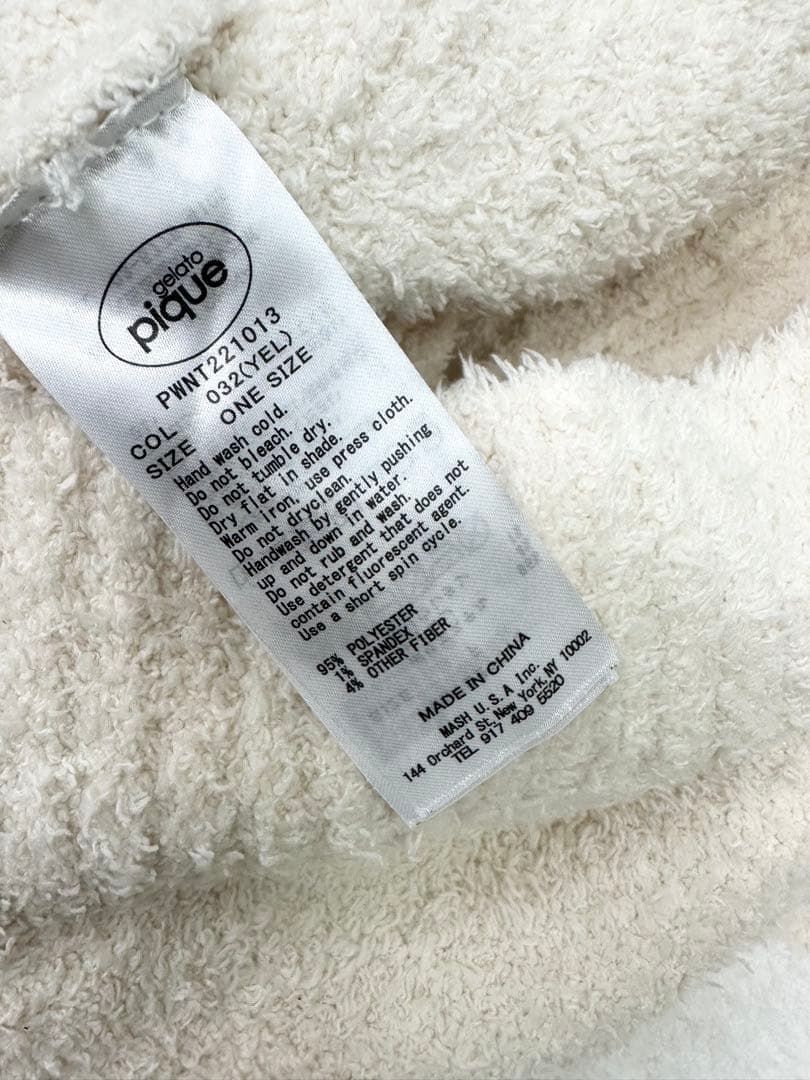 gelato
pique
PWNT221013
COL 032(YEL)
SIZE ONE SIZE
Hand wash cold.
Do not bleach.
Do not tumble dry.
Dry flat in shade.
Warm Iron, use press cloth.
Do not dryclean.
Handwash by gently pushing
up and down in water.
Do not rub and wash.
Use detergent that does not
contain fluorescent agent.
Use a short spin cycle.
95% POLYESTER
1% SPANDEX
4% OTHER FIBER
MADE IN CHINA
MASH U.S.A Inc.
144 Orchard St, New York, NY 10002
TEL 917 409 5520